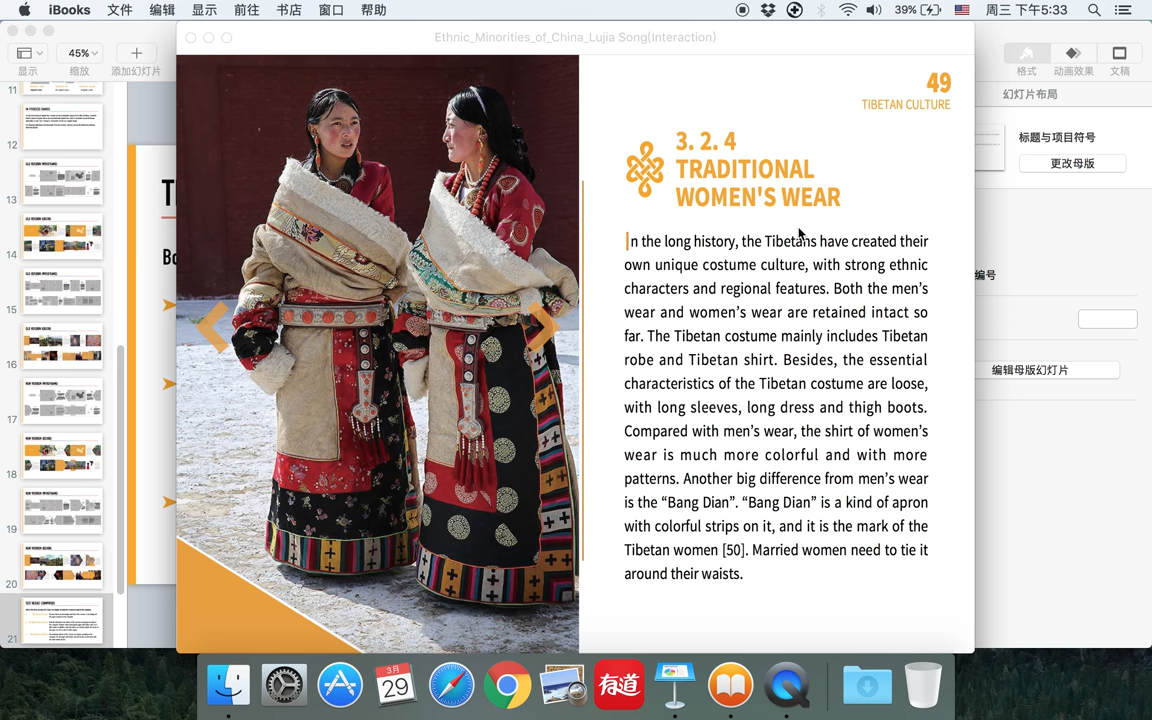 iBooks 文件 编辑 显示 前往 书店 窗口 帮助
39% 周三 下午5:33
Ethnic_Minorities_of_China_Lujia Song(Interaction)
45%
显示 缩放 添加幻灯片
格式 动画效果 文稿
幻灯片布局
标题与项目符号
更改母版
编号
编辑母版幻灯片
11
12
13
14
15
16
17
18
19
20
21
49
TIBETAN CULTURE
3. 2. 4
TRADITIONAL
WOMEN'S WEAR
In the long history, the Tibetans have created their
own unique costume culture, with strong ethnic
characters and regional features. Both the men’s
wear and women’s wear are retained intact so
far. The Tibetan costume mainly includes Tibetan
robe and Tibetan shirt. Besides, the essential
characteristics of the Tibetan costume are loose,
with long sleeves, long dress and thigh boots.
Compared with men’s wear, the shirt of women’s
wear is much more colorful and with more
patterns. Another big difference from men’s wear
is the “Bang Dian”. “Bang Dian” is a kind of apron
with colorful strips on it, and it is the mark of the
Tibetan women [50]. Married women need to tie it
around their waists.
3月
29
有道